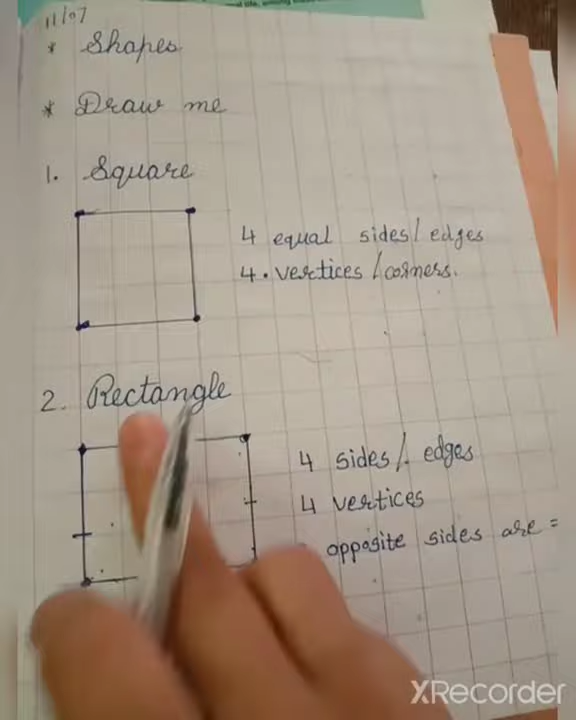 11/07
* Shapes
* Draw me
1. Square
4 equal sides/edges
4. vertices/corners.
2. Rectangle
4 sides/. edges
4 vertices
opposite sides are =
XRecorder